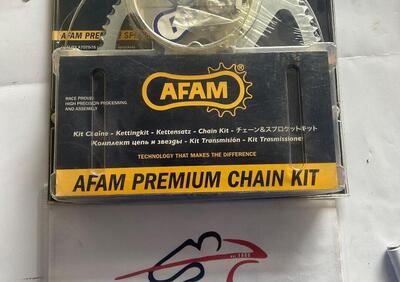 AFAM PREMIUM
AFAM
®
RACE PROVEN
HIGH PRECISION PROCESSING
AND ASSEMBLY
Kit Chaîne - Kettingkit - Kettensatz - Chain Kit - チェーン&スプロケットキット
Комплект цепь и звезды - Kit Transmisión - Kit Trasmissione
TECHNOLOGY THAT MAKES THE DIFFERENCE
AFAM PREMIUM CHAIN KIT